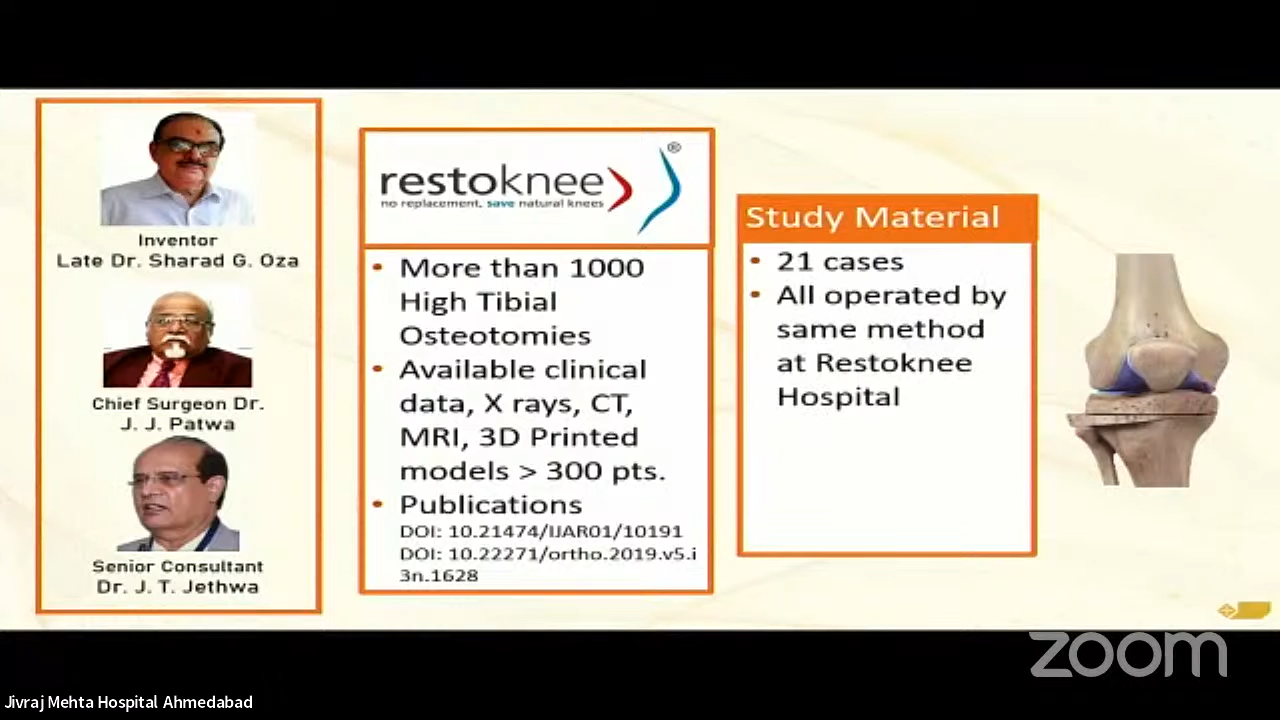 Inventor
Late Dr. Sharad G. Oza
Chief Surgeon Dr.
J. J. Patwa
Senior Consultant
Dr. J. T. Jethwa
restoknee ®
no replacement, save natural knees
• More than 1000
High Tibial
Osteotomies
• Available clinical
data, X rays, CT,
MRI, 3D Printed
models > 300 pts.
• Publications
DOI: 10.21474/IJAR01/10191
DOI: 10.22271/ortho.2019.v5.i
3n.1628
Study Material
• 21 cases
• All operated by
same method
at Restoknee
Hospital
zoom
Jivraj Mehta Hospital Ahmedabad